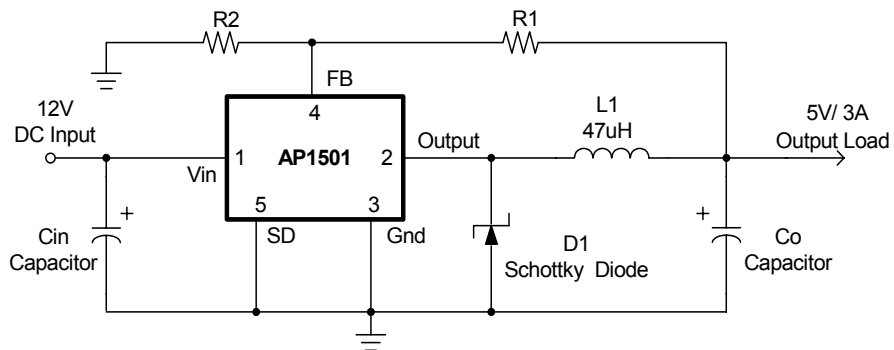 R2
R1
FB
12V
DC Input
4
L1
47uH
5V/ 3A
Output Load
Output
1
AP1501
2
Vin
5
3
SD
Gnd
+
Cin
Capacitor
D1
Schottky Diode
+
Co
Capacitor